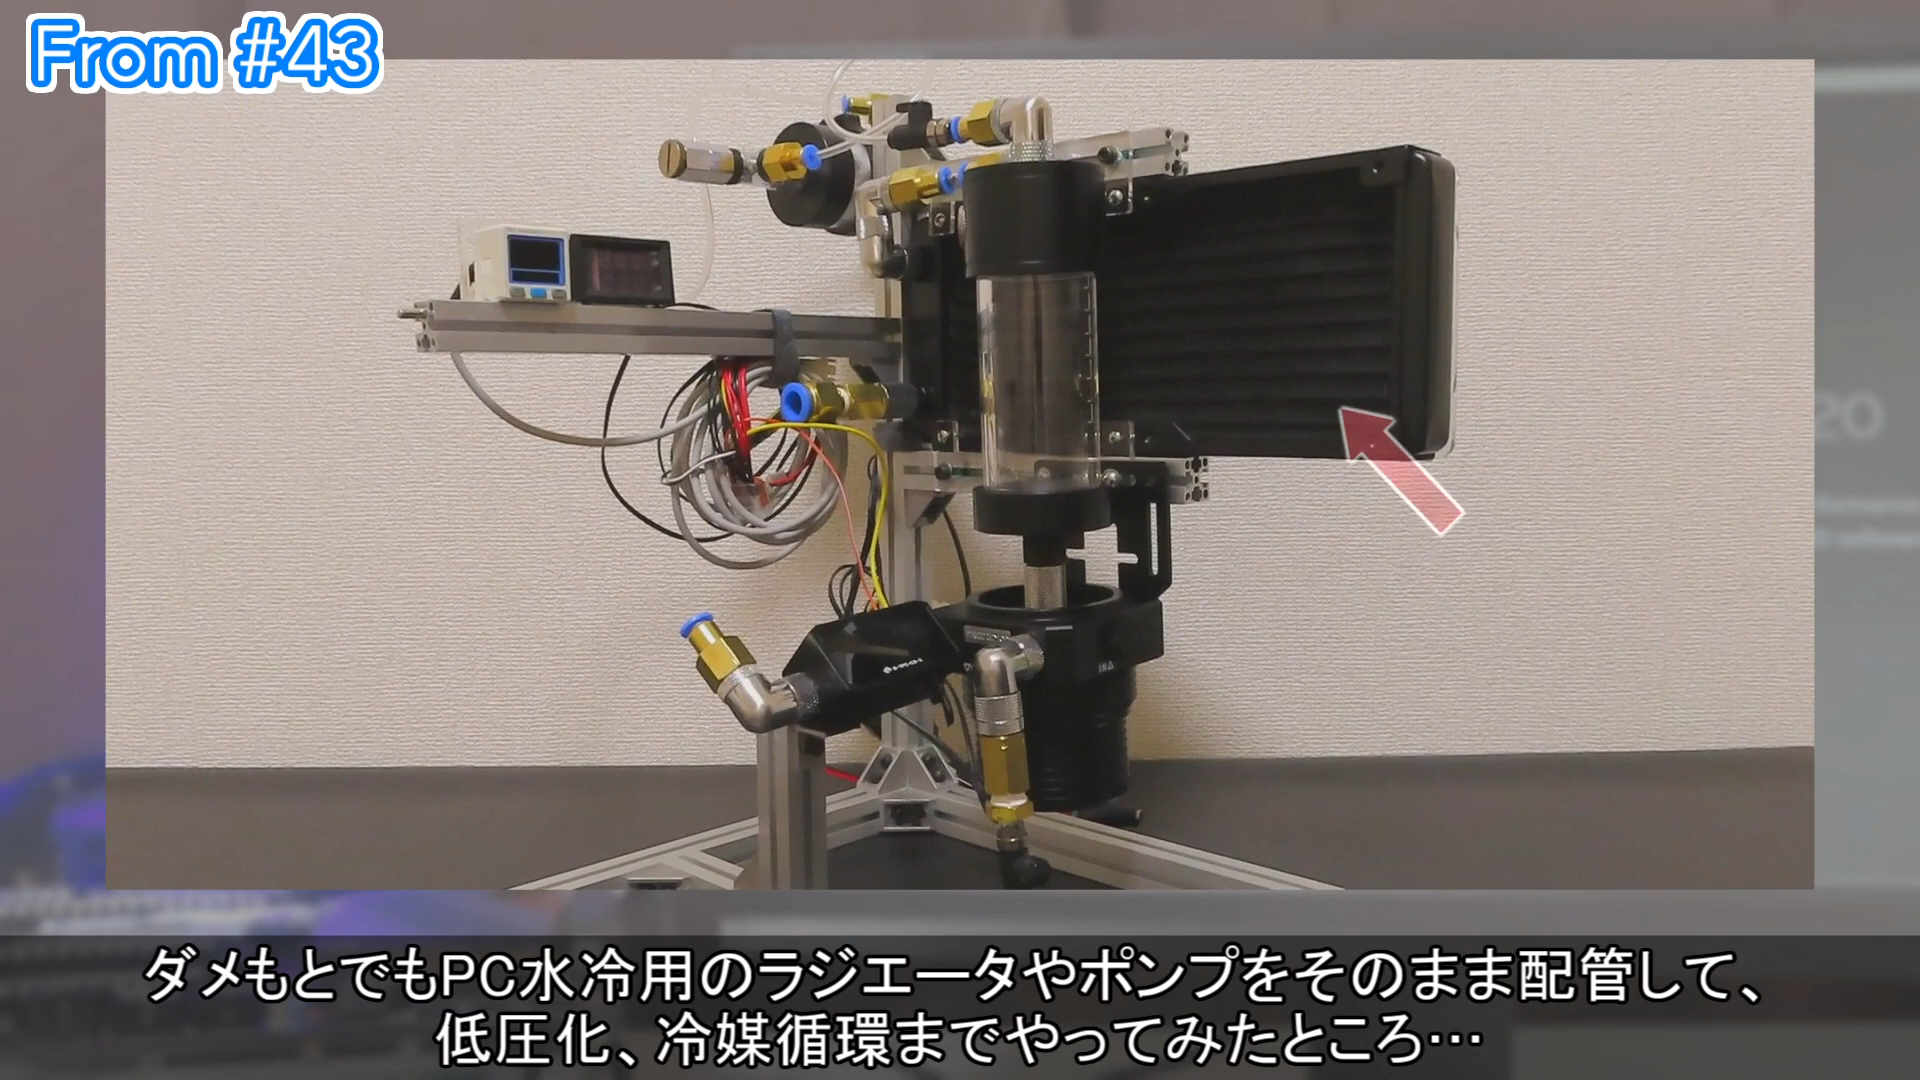 From #43
20
ダメもとでもPC水冷用のラジエータやポンプをそのまま配管して、
低圧化、冷媒循環までやってみたところ…